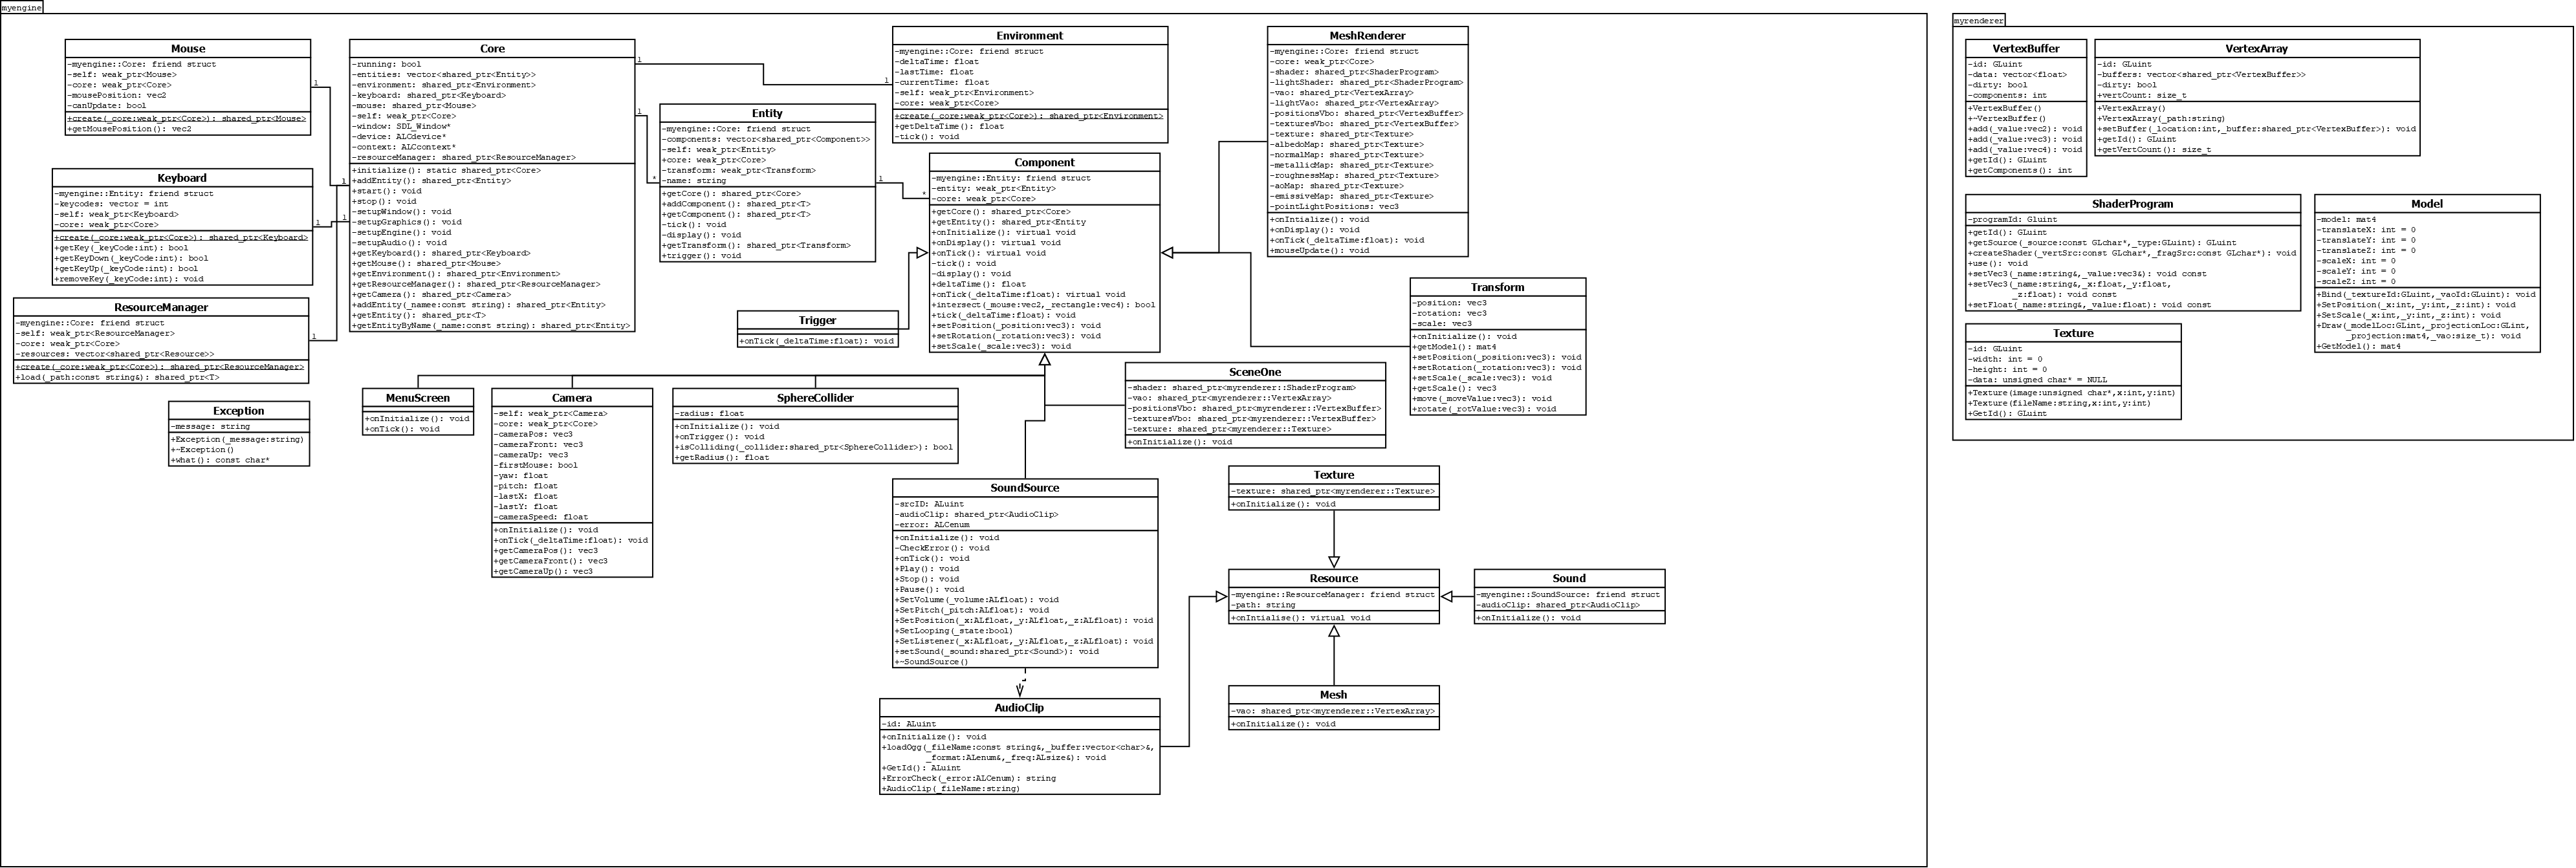 myengine
Mouse
-myengine::Core: friend struct
-self: weak_ptr<Mouse>
-core: weak_ptr<Core>
-mousePosition: vec2
-canUpdate: bool
+create(_core:weak_ptr<Core>): shared_ptr<Mouse>
+getMousePosition(): vec2
1
Keyboard
-myengine::Entity: friend struct
-keycodes: vector = int
-self: weak_ptr<Keyboard>
-core: weak_ptr<Core>
+create(_core:weak_ptr<Core>): shared_ptr<Keyboard>
+getKey(_keyCode:int): bool
+getKeyDown(_keyCode:int): bool
+getKeyUp(_keyCode:int): bool
+removeKey(_keyCode:int): void
1
ResourceManager
-myengine::Core: friend struct
-self: weak_ptr<ResourceManager>
-core: weak_ptr<Core>
-resources: vector<shared_ptr<Resource>>
+create(_core:weak_ptr<Core>): shared_ptr<ResourceManager>
+load(_path:const string&): shared_ptr<T>
1
Exception
-message: string
+Exception(_message:string)
+~Exception()
+what(): const char*
1
1
Core
-running: bool
-entities: vector<shared_ptr<Entity>>
-environment: shared_ptr<Environment>
-keyboard: shared_ptr<Keyboard>
-mouse: shared_ptr<Mouse>
-self: weak_ptr<Core>
-window: SDL_Window*
-device: ALCdevice*
-context: ALCcontext*
-resourceManager: shared_ptr<ResourceManager>
+initialize(): static shared_ptr<Core>
+addEntity(): shared_ptr<Entity>
+start(): void
+stop(): void
-setupWindow(): void
-setupGraphics(): void
-setupEngine(): void
-setupAudio(): void
+getKeyboard(): shared_ptr<Keyboard>
+getMouse(): shared_ptr<Mouse>
+getEnvironment(): shared_ptr<Environment>
+getResourceManager(): shared_ptr<ResourceManager>
+getCamera(): shared_ptr<Camera>
+addEntity(_name:const string): shared_ptr<Entity>
+getEntity(): shared_ptr<T>
+getEntityByName(_name:const string): shared_ptr<Entity>
1
1
Entity
-myengine::Core: friend struct
-components: vector<shared_ptr<Component>>
-self: weak_ptr<Entity>
+core: weak_ptr<Core>
-transform: weak_ptr<Transform>
-name: string
+getCore(): shared_ptr<Core>
+addComponent(): shared_ptr<T>
+getComponent(): shared_ptr<T>
-tick(): void
-display(): void
+getTransform(): shared_ptr<Transform>
+trigger(): void
*
1
Environment
-myengine::Core: friend struct
-deltaTime: float
-lastTime: float
-currentTime: float
-self: weak_ptr<Environment>
-core: weak_ptr<Core>
+create(_core:weak_ptr<Core>): shared_ptr<Environment>
+getDeltaTime(): float
-tick(): void
1
Component
-myengine::Entity: friend struct
-entity: weak_ptr<Entity>
-core: weak_ptr<Core>
+getCore(): shared_ptr<Core>
+getEntity(): shared_ptr<Entity
+onInitialize(): virtual void
+onDisplay(): virtual void
+onTick(): virtual void
-tick(): void
-display(): void
+deltaTime(): float
+onTick(_deltaTime:float): virtual void
+intersect(_mouse:vec2,_rectangle:vec4): bool
+tick(_deltaTime:float): void
+setPosition(_position:vec3): void
+setRotation(_rotation:vec3): void
+setScale(_scale:vec3): void
*
Trigger
+onTick(_deltaTime:float): void
MeshRenderer
-myengine::Core: friend struct
-core: weak_ptr<Core>
-shader: shared_ptr<ShaderProgram>
-lightShader: shared_ptr<ShaderProgram>
-vao: shared_ptr<VertexArray>
-lightVao: shared_ptr<VertexArray>
-positionsVbo: shared_ptr<VertexBuffer>
-texturesVbo: shared_ptr<VertexBuffer>
-texture: shared_ptr<Texture>
-albedoMap: shared_ptr<Texture>
-normalMap: shared_ptr<Texture>
-metallicMap: shared_ptr<Texture>
-roughnessMap: shared_ptr<Texture>
-aoMap: shared_ptr<Texture>
-emissiveMap: shared_ptr<Texture>
-pointLightPositions: vec3
+onIntialize(): void
+onDisplay(): void
+onTick(_deltaTime:float): void
+mouseUpdate(): void
Transform
-position: vec3
-rotation: vec3
-scale: vec3
+onInitialize(): void
+getModel(): mat4
+setPosition(_position:vec3): void
+setRotation(_rotation:vec3): void
+setScale(_scale:vec3): void
+getScale(): vec3
+move(_moveValue:vec3): void
+rotate(_rotValue:vec3): void
MenuScreen
+onInitialize(): void
+onTick(): void
Camera
-self: weak_ptr<Camera>
-core: weak_ptr<Core>
-cameraPos: vec3
-cameraFront: vec3
-cameraUp: vec3
-firstMouse: bool
-yaw: float
-pitch: float
-lastX: float
-lastY: float
-cameraSpeed: float
+onInitialize(): void
+onTick(_deltaTime:float): void
+getCameraPos(): vec3
+getCameraFront(): vec3
+getCameraUp(): vec3
SphereCollider
-radius: float
+onInitialize(): void
+onTrigger(): void
+isColliding(_collider:shared_ptr<SphereCollider>): bool
+getRadius(): float
SceneOne
-shader: shared_ptr<myrenderer::ShaderProgram>
-vao: shared_ptr<myrenderer::VertexArray>
-positionsVbo: shared_ptr<myrenderer::VertexBuffer>
-texturesVbo: shared_ptr<myrenderer::VertexBuffer>
-texture: shared_ptr<myrenderer::Texture>
+onInitialize(): void
SoundSource
-srcID: ALuint
-audioClip: shared_ptr<AudioClip>
-error: ALCenum
+onInitialize(): void
-CheckError(): void
+onTick(): void
+Play(): void
+Stop(): void
+Pause(): void
+SetVolume(_volume:ALfloat): void
+SetPitch(_pitch:ALfloat): void
+SetPosition(_x:ALfloat,_y:ALfloat,_z:ALfloat): void
+SetLooping(_state:bool)
+SetListener(_x:ALfloat,_y:ALfloat,_z:ALfloat): void
+setSound(_sound:shared_ptr<Sound>): void
+~SoundSource()
AudioClip
-id: ALuint
+onInitialize(): void
+loadOgg(_fileName:const string&,_buffer:vector<char>&,
_format:ALenum&,_freq:ALsize&): void
+GetId(): ALuint
+ErrorCheck(_error:ALCenum): string
+AudioClip(_fileName:string)
Texture
-texture: shared_ptr<myrenderer::Texture>
+onInitialize(): void
Resource
-myengine::ResourceManager: friend struct
-path: string
+onIntialise(): virtual void
Sound
-myengine::SoundSource: friend struct
-audioClip: shared_ptr<AudioClip>
+onInitialize(): void
Mesh
-vao: shared_ptr<myrenderer::VertexArray>
+onInitialize(): void
myrenderer
VertexBuffer
-id: GLuint
-data: vector<float>
-dirty: bool
-components: int
+VertexBuffer()
+~VertexBuffer()
+add(_value:vec2): void
+add(_value:vec3): void
+add(_value:vec4): void
+getId(): GLuint
+getComponents(): int
VertexArray
-id: GLuint
-buffers: vector<shared_ptr<VertexBuffer>>
-dirty: bool
+vertCount: size_t
+VertexArray()
+VertexArray(_path:string)
+setBuffer(_location:int,_buffer:shared_ptr<VertexBuffer>): void
+getId(): GLuint
+getVertCount(): size_t
ShaderProgram
-programId: Gluint
+getId(): GLuint
+getSource(_source:const GLchar*,_type:GLuint): GLuint
+createShader(_vertSrc:const GLchar*,_fragSrc:const GLchar*): void
+use(): void
+setVec3(_name:string&,_value:vec3&): void const
+setVec3(_name:string&,_x:float,_y:float,
_z:float): void const
+setFloat(_name:string&,_value:float): void const
Model
-model: mat4
-translateX: int = 0
-translateY: int = 0
-translateZ: int = 0
-scaleX: int = 0
-scaleY: int = 0
-scaleZ: int = 0
+Bind(_textureId:GLuint,_vaoId:GLuint): void
+SetPosition(_x:int,_y:int,_z:int): void
+SetScale(_x:int,_y:int,_z:int): void
+Draw(_modelLoc:GLint,_projectionLoc:GLint,
_projection:mat4,_vao:size_t): void
+GetModel(): mat4
Texture
-id: GLuint
-width: int = 0
-height: int = 0
-data: unsigned char* = NULL
+Texture(image:unsigned char*,x:int,y:int)
+Texture(fileName:string,x:int,y:int)
+GetId(): GLuint